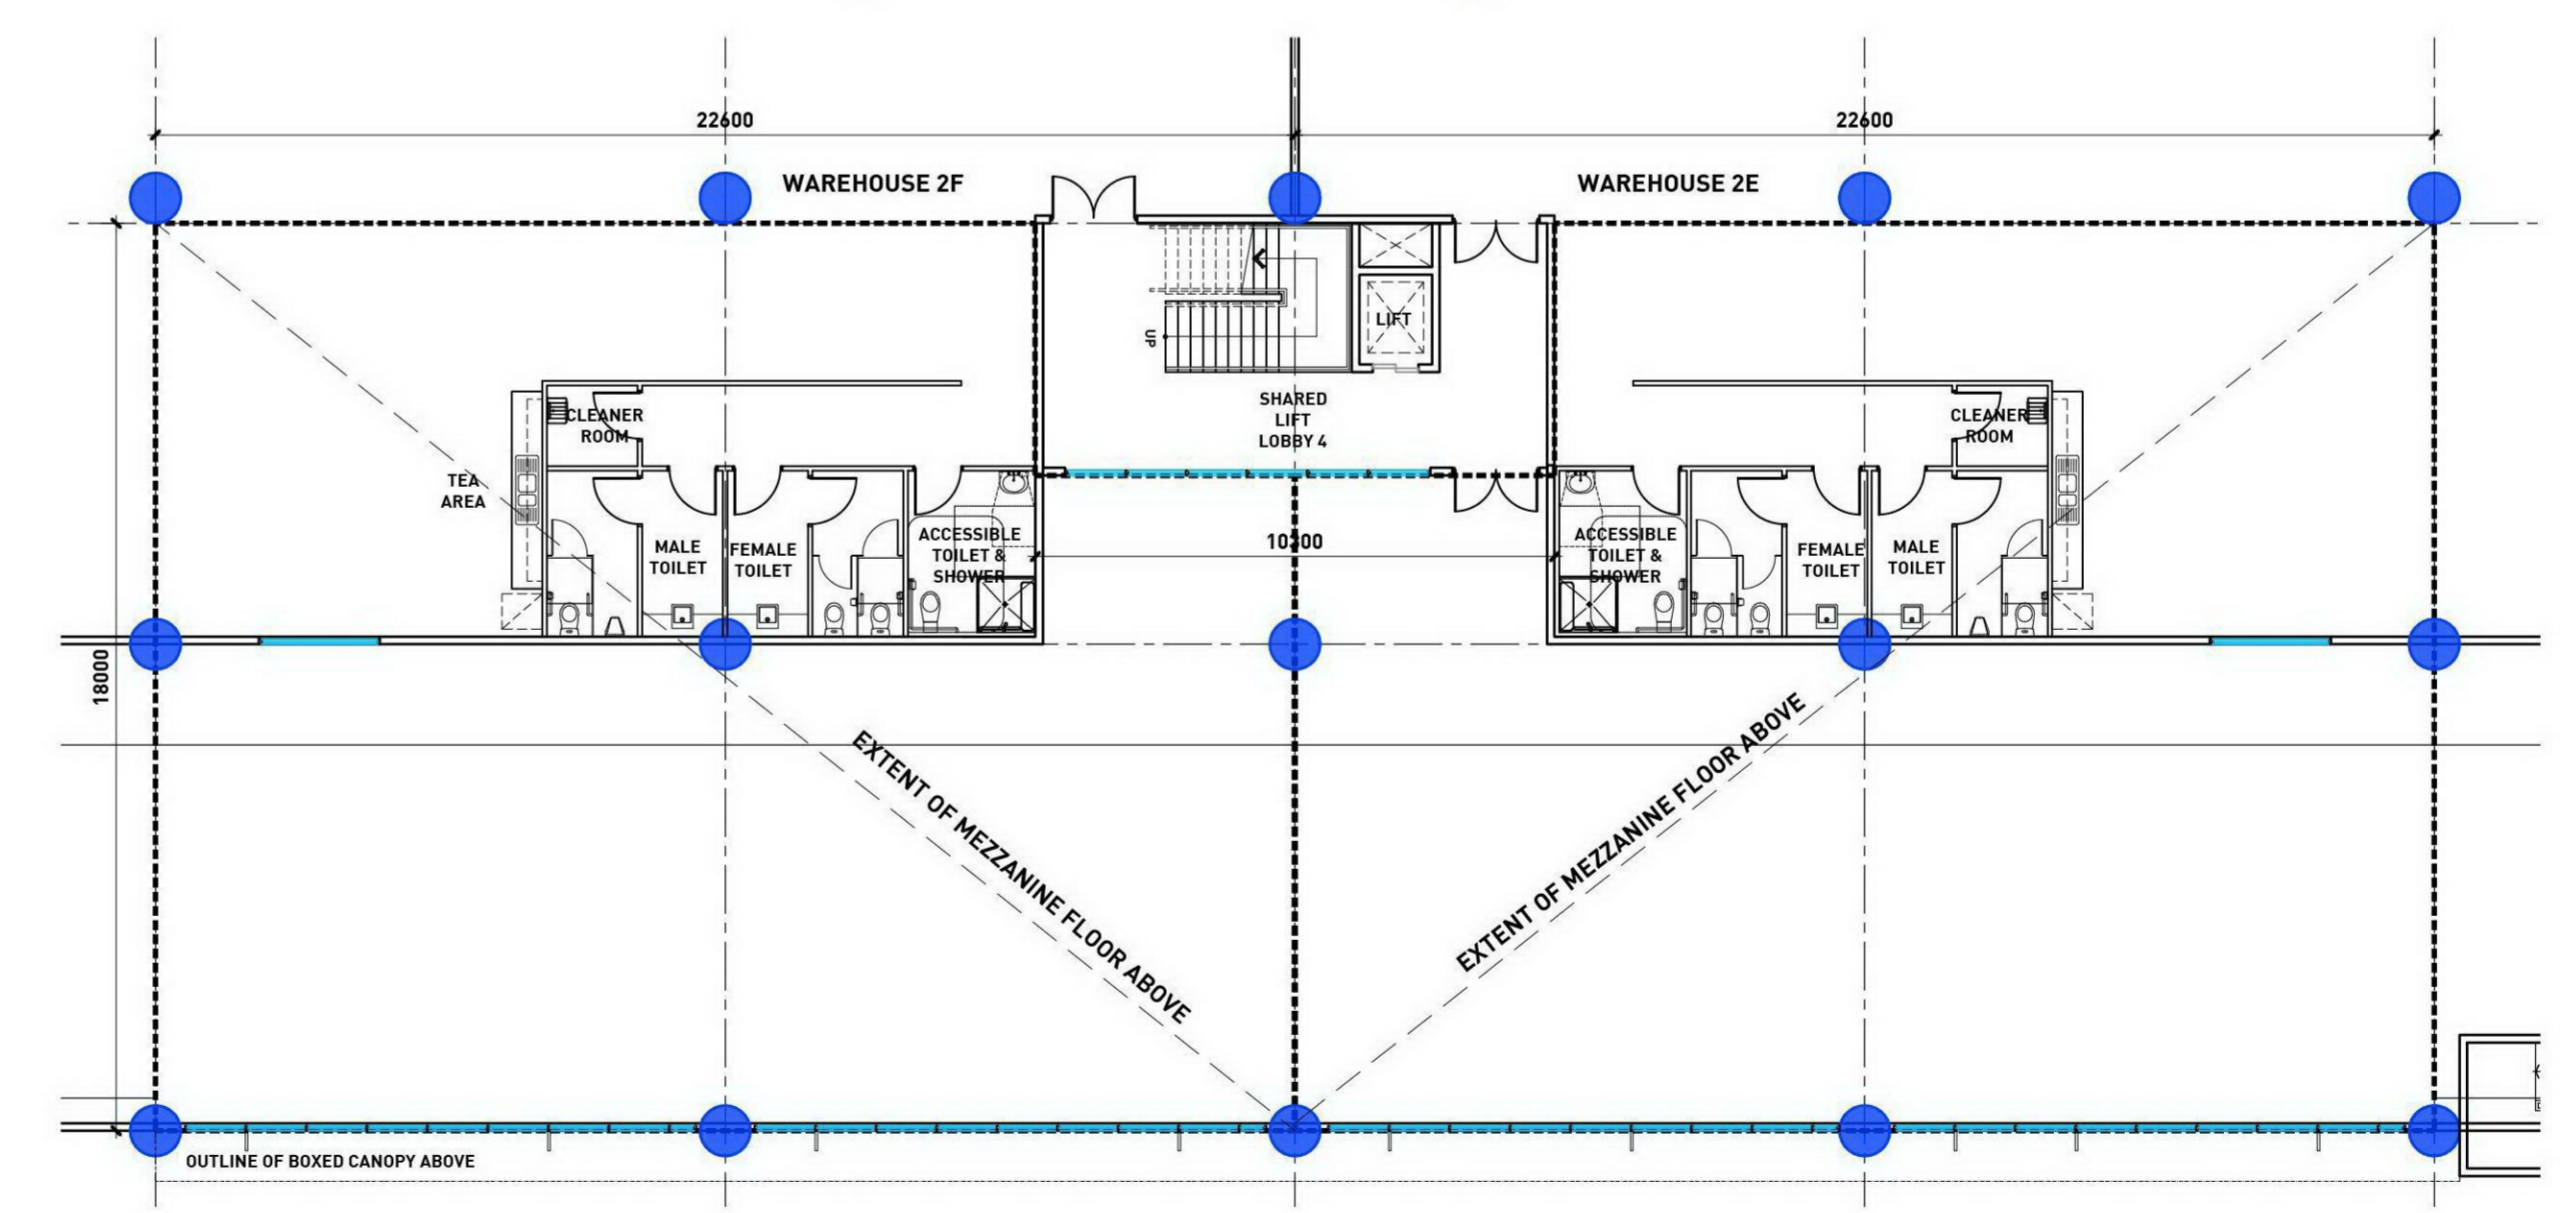 22600
22600
WAREHOUSE 2F
WAREHOUSE 2E
LIFT
UP
SHARED
LIFT
LOBBY 4
CLEANER
ROOM
CLEANER
ROOM
TEA
AREA
MALE
TOILET
FEMALE
TOILET
ACCESSIBLE
TOILET &
SHOWER
ACCESSIBLE
TOILET &
SHOWER
FEMALE
TOILET
MALE
TOILET
18000
EXTENT OF MEZZANINE FLOOR ABOVE
EXTENT OF MEZZANINE FLOOR ABOVE
OUTLINE OF BOXED CANOPY ABOVE